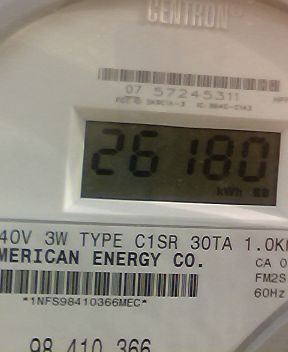 CENTRON®
07 57245311
26180
kWh
40V 3W TYPE C1SR 30TA 1.0K
MERICAN ENERGY CO.
CA 0
FM2S
60Hz
*1NFS98410366MEC*
98 410 366